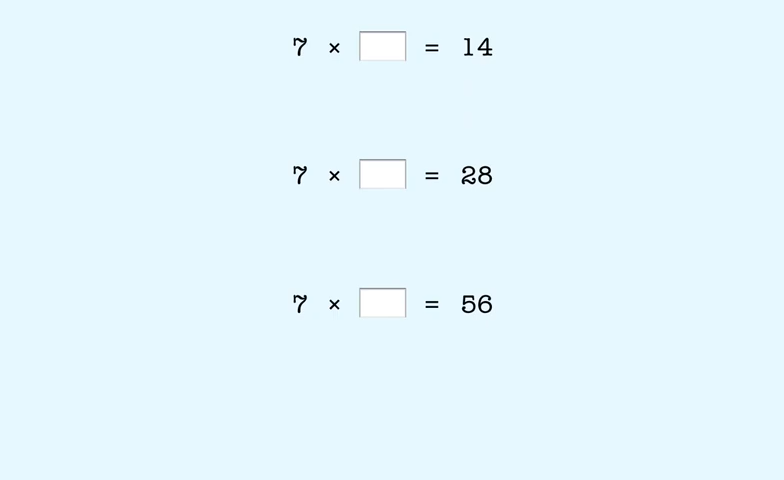 7 × = 14
7 × = 28
7 × = 56